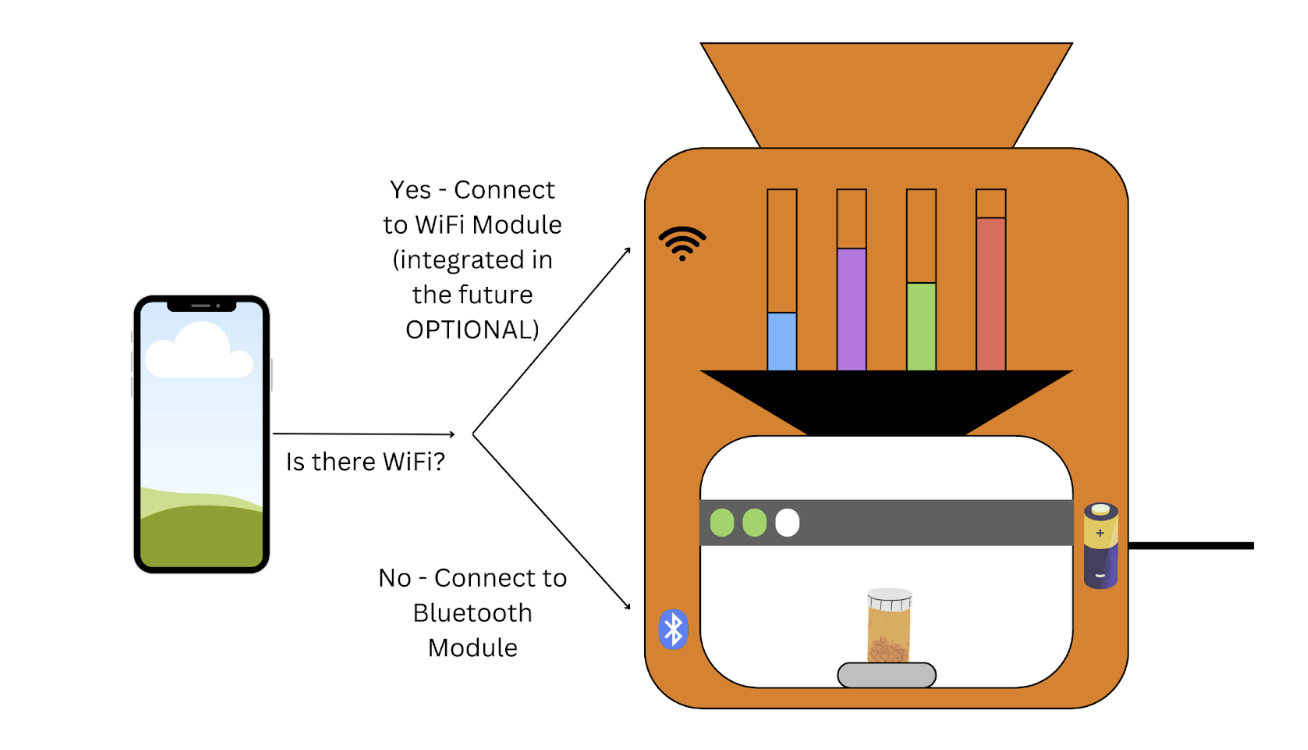 Yes - Connect
to WiFi Module
(integrated in
the future
OPTIONAL)
Is there WiFi?
No - Connect to
Bluetooth
Module